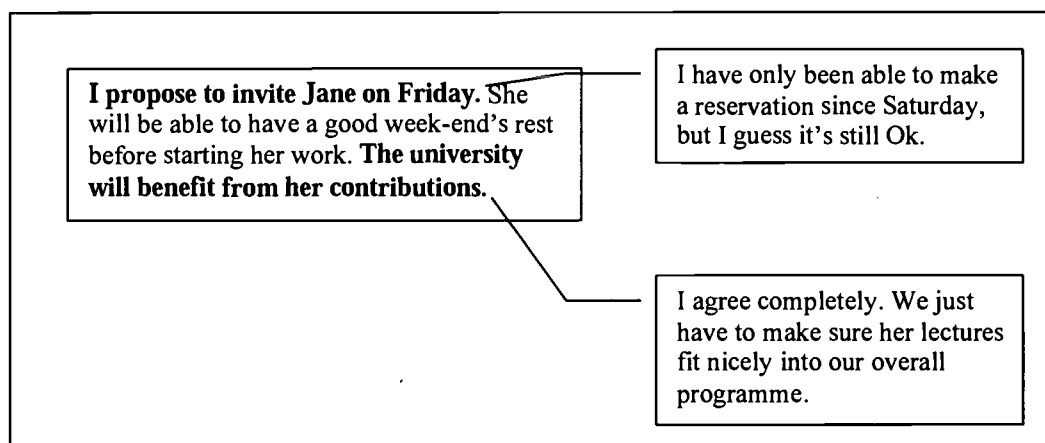 I propose to invite Jane on Friday. She
will be able to have a good week-end's rest
before starting her work. The university
will benefit from her contributions.
I have only been able to make
a reservation since Saturday,
but I guess it's still Ok.
I agree completely. We just
have to make sure her lectures
fit nicely into our overall
programme.